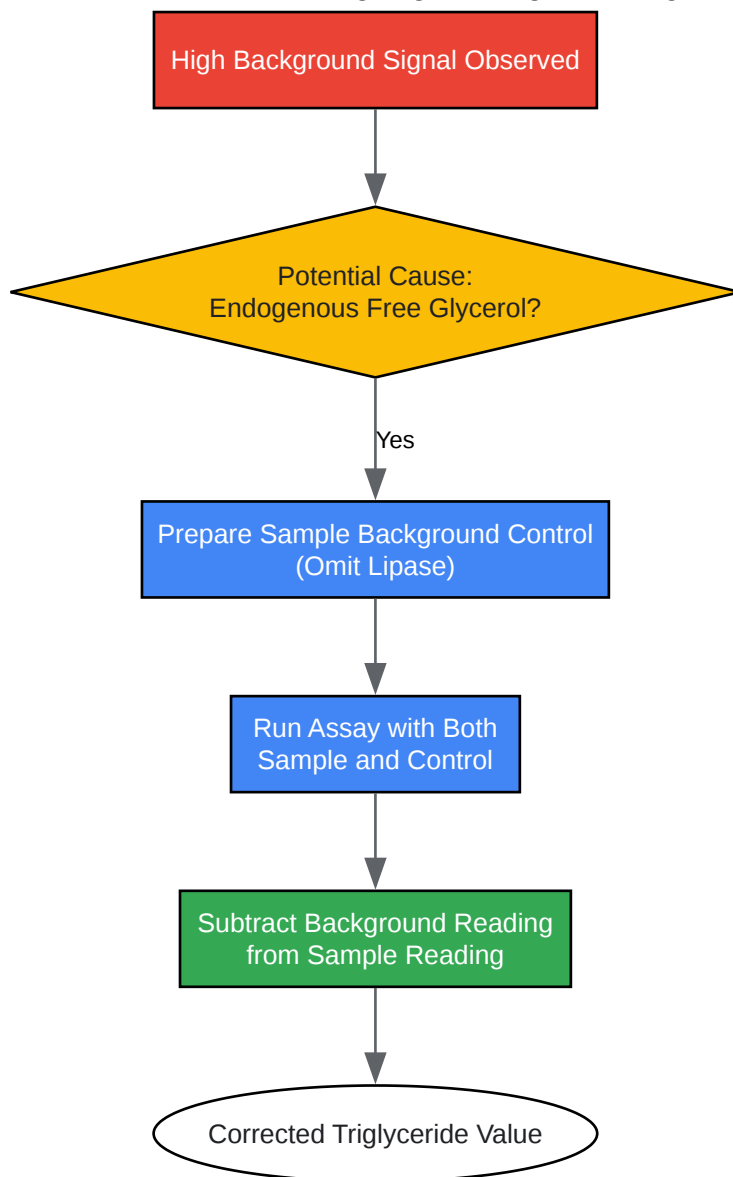 High Background Signal Observed
Potential Cause:
Endogenous Free Glycerol?
Yes
Prepare Sample Background Control
(Omit Lipase)
Run Assay with Both
Sample and Control
Subtract Background Reading
from Sample Reading
Corrected Triglyceride Value